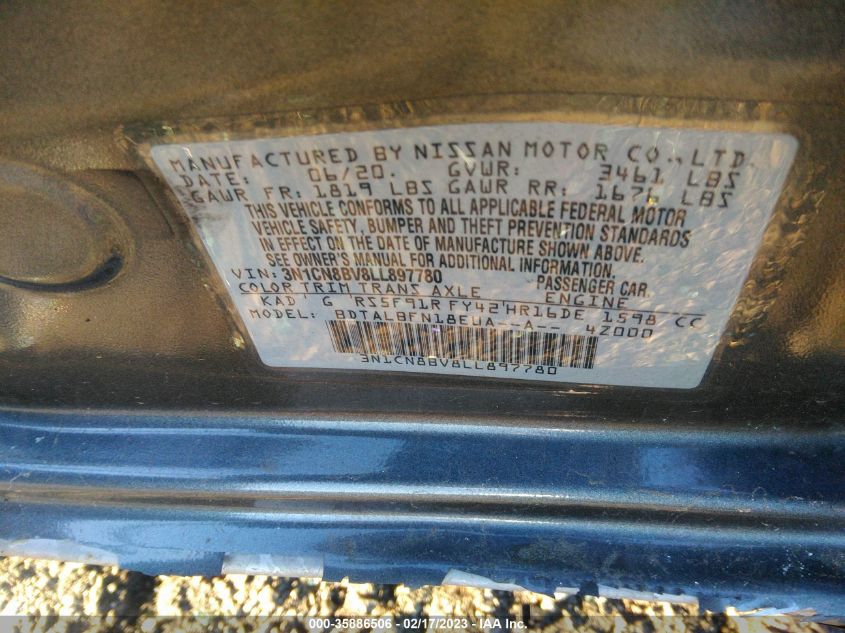 MANUFACTURED BY NISSAN MOTOR CO., LTD.
DATE: 06/20. GVWR: 3461 LBS
GAWR FR: 1819 LBS GAWR RR: 1676 LBS
THIS VEHICLE CONFORMS TO ALL APPLICABLE FEDERAL MOTOR
VEHICLE SAFETY, BUMPER AND THEFT PREVENTION STANDARDS
IN EFFECT ON THE DATE OF MANUFACTURE SHOWN ABOVE.
SEE OWNER'S MANUAL FOR ADDITIONAL INFORMATION.
VIN: 3N1CN8BV8LL897780 PASSENGER CAR.
COLOR TRIM TRANS AXLE ENGINE
KAD G RS5F91R FY42 HR16DE 1598 CC
MODEL: BDTALBFN18EUA--A-- 42000
3N1CN8BV8LL897780
000-35886506 - 02/17/2023 - IAA Inc.